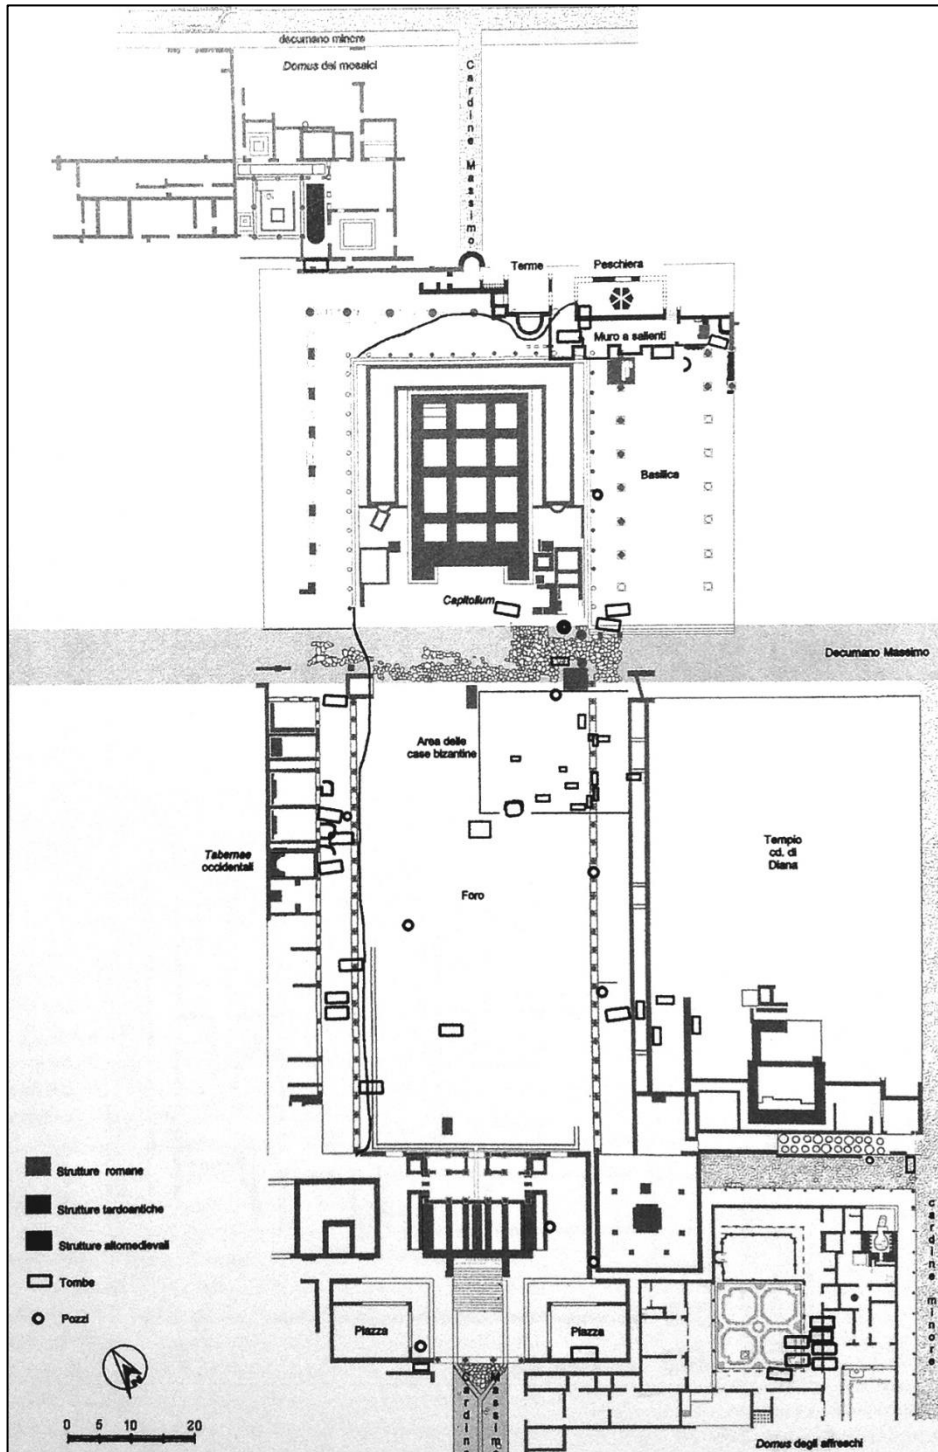 decumano minore
Domus dei mosaici
Cardine Massimo
Terme
Peschiera
Muro a salienti
Basilica
Capitolium
Decumano Massimo
Area delle
case bizantine
Tabernae
occidentali
Foro
Tempio
cd. di
Diana
Strutture romane
Strutture tardoantiche
Strutture altomedievali
Tombe
Pozzi
Piazza
Piazza
cardine minore
Cardin
Massim
Domus degli affreschi
0 5 10 20